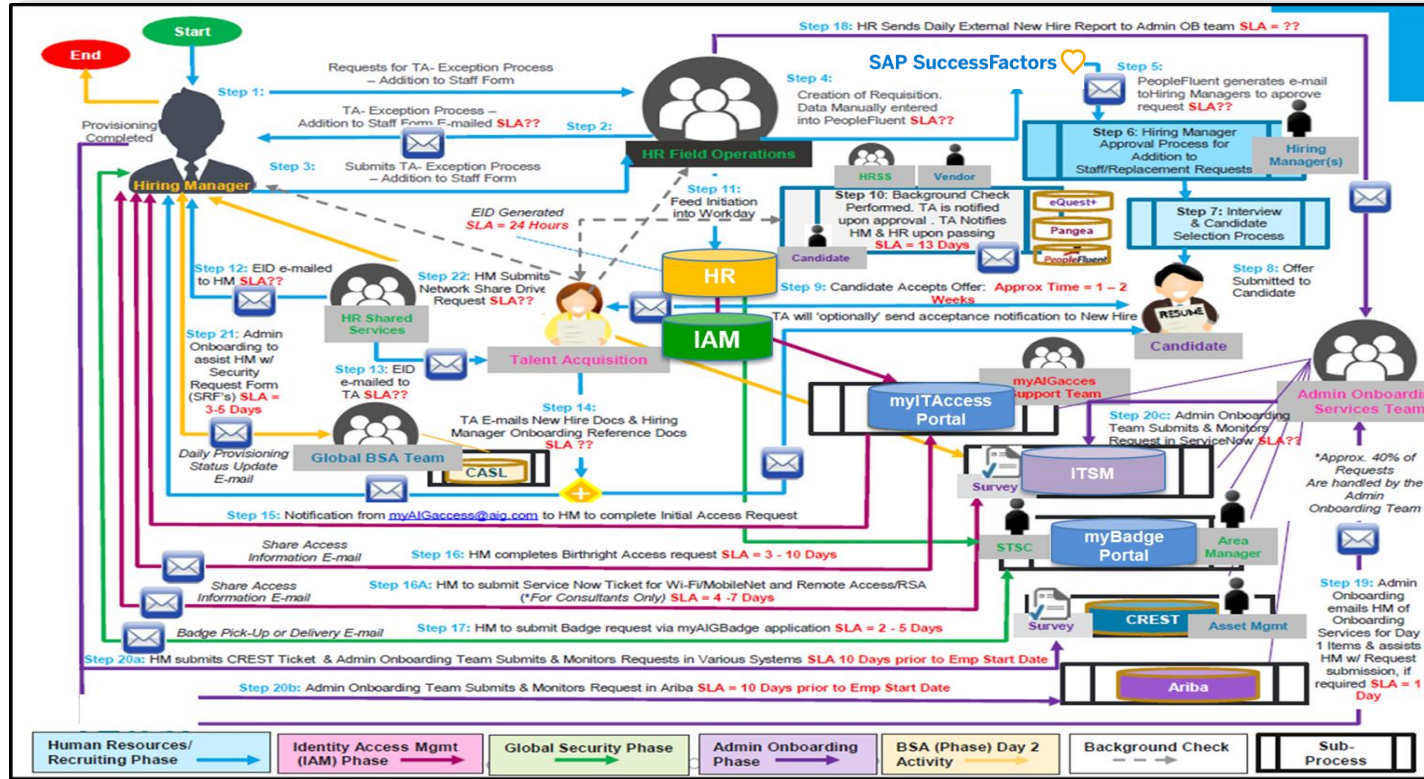 Start
End
Step 18: HR Sends Daily External New Hire Report to Admin OB team SLA = ??
SAP SuccessFactors
Requests for TA- Exception Process
– Addition to Staff Form
Step 1:
TA- Exception Process –
Addition to Staff Form E-mailed SLA??
Step 2:
Step 3:
Submits TA- Exception Process
– Addition to Staff Form
Provisioning
Completed
Hiring Manager
HR Field Operations
Step 4
Creation of Requisition.
Data Manually entered
into PeopleFluent SLA??
Step 5:
PeopleFluent generates e-mail
toHiring Managers to approve
request SLA??
Step 6: Hiring Manager
Approval Process for
Addition to
Staff/Replacement Requests
Hiring
Manager(s)
Step 7: Interview
& Candidate
Selection Process
Step 8: Offer
Submitted to
Candidate
HRSS
Vendor
Step 10: Background Check
Performed. TA is notified
upon approval . TA Notifies
HM & HR upon passing
SLA = 13 Days
Candidate
eQuest+
Pangea
PeopleFluent
Step 11:
Feed Initiation
into Workday
EID Generated
SLA = 24 Hours
HR
IAM
Step 9: Candidate Accepts Offer: Approx Time = 1 – 2
Weeks
TA will 'optionally' send acceptance notification to New Hire
RESUME
Candidate
Step 12: EID e-mailed
to HM SLA??
Step 22: HM Submits
Network Share Drive
Request SLA??
HR Shared
Services
Talent Acquisition
Step 21: Admin
Onboarding to
assist HM w/
Security
Request Form
(SRF's) SLA =
3-5 Days
Step 13: EID
e-mailed to
TA SLA??
Step 14:
TA E-mails New Hire Docs & Hiring
Manager Onboarding Reference Docs
SLA ??
Daily Provisioning
Status Update
E-mail
Global BSA Team
CASL
myITAccess
Portal
myAIGacces
Support Team
Admin Onboarding
Services Team
Step 20c: Admin Onboarding
Team Submits & Monitors
Request in ServiceNow SLA??
Survey
ITSM
*Approx. 40% of
Requests
Are handled by the
Admin
Onboarding Team
Step 15: Notification from myAIGaccess@aig.com to HM to complete Initial Access Request
STSC
myBadge
Portal
Area
Manager
Share Access
Information E-mail
Step 16: HM completes Birthright Access request SLA = 3 - 10 Days
Share Access
Information E-mail
Step 16A: HM to submit Service Now Ticket for Wi-Fi/MobileNet and Remote Access/RSA
(*For Consultants Only) SLA = 4 -7 Days
Badge Pick-Up or Delivery E-mail
Step 17: HM to submit Badge request via myAIGBadge application SLA = 2 - 5 Days
Survey
CREST
Asset Mgmt
Step 19: Admin
Onboarding
emails HM of
Onboarding
Services for Day
1 Items & assists
HM w/ Request
submission, if
required SLA = 1
Day
Step 20a: HM submits CREST Ticket & Admin Onboarding Team Submits & Monitors Requests in Various Systems SLA 10 Days prior to Emp Start Date
Step 20b: Admin Onboarding Team Submits & Monitors Request in Ariba SLA = 10 Days prior to Emp Start Date
Ariba
Human Resources/
Recruiting Phase
Identity Access Mgmt
(IAM) Phase
Global Security Phase
Admin Onboarding
Phase
BSA (Phase) Day 2
Activity
Background Check
Sub-
Process